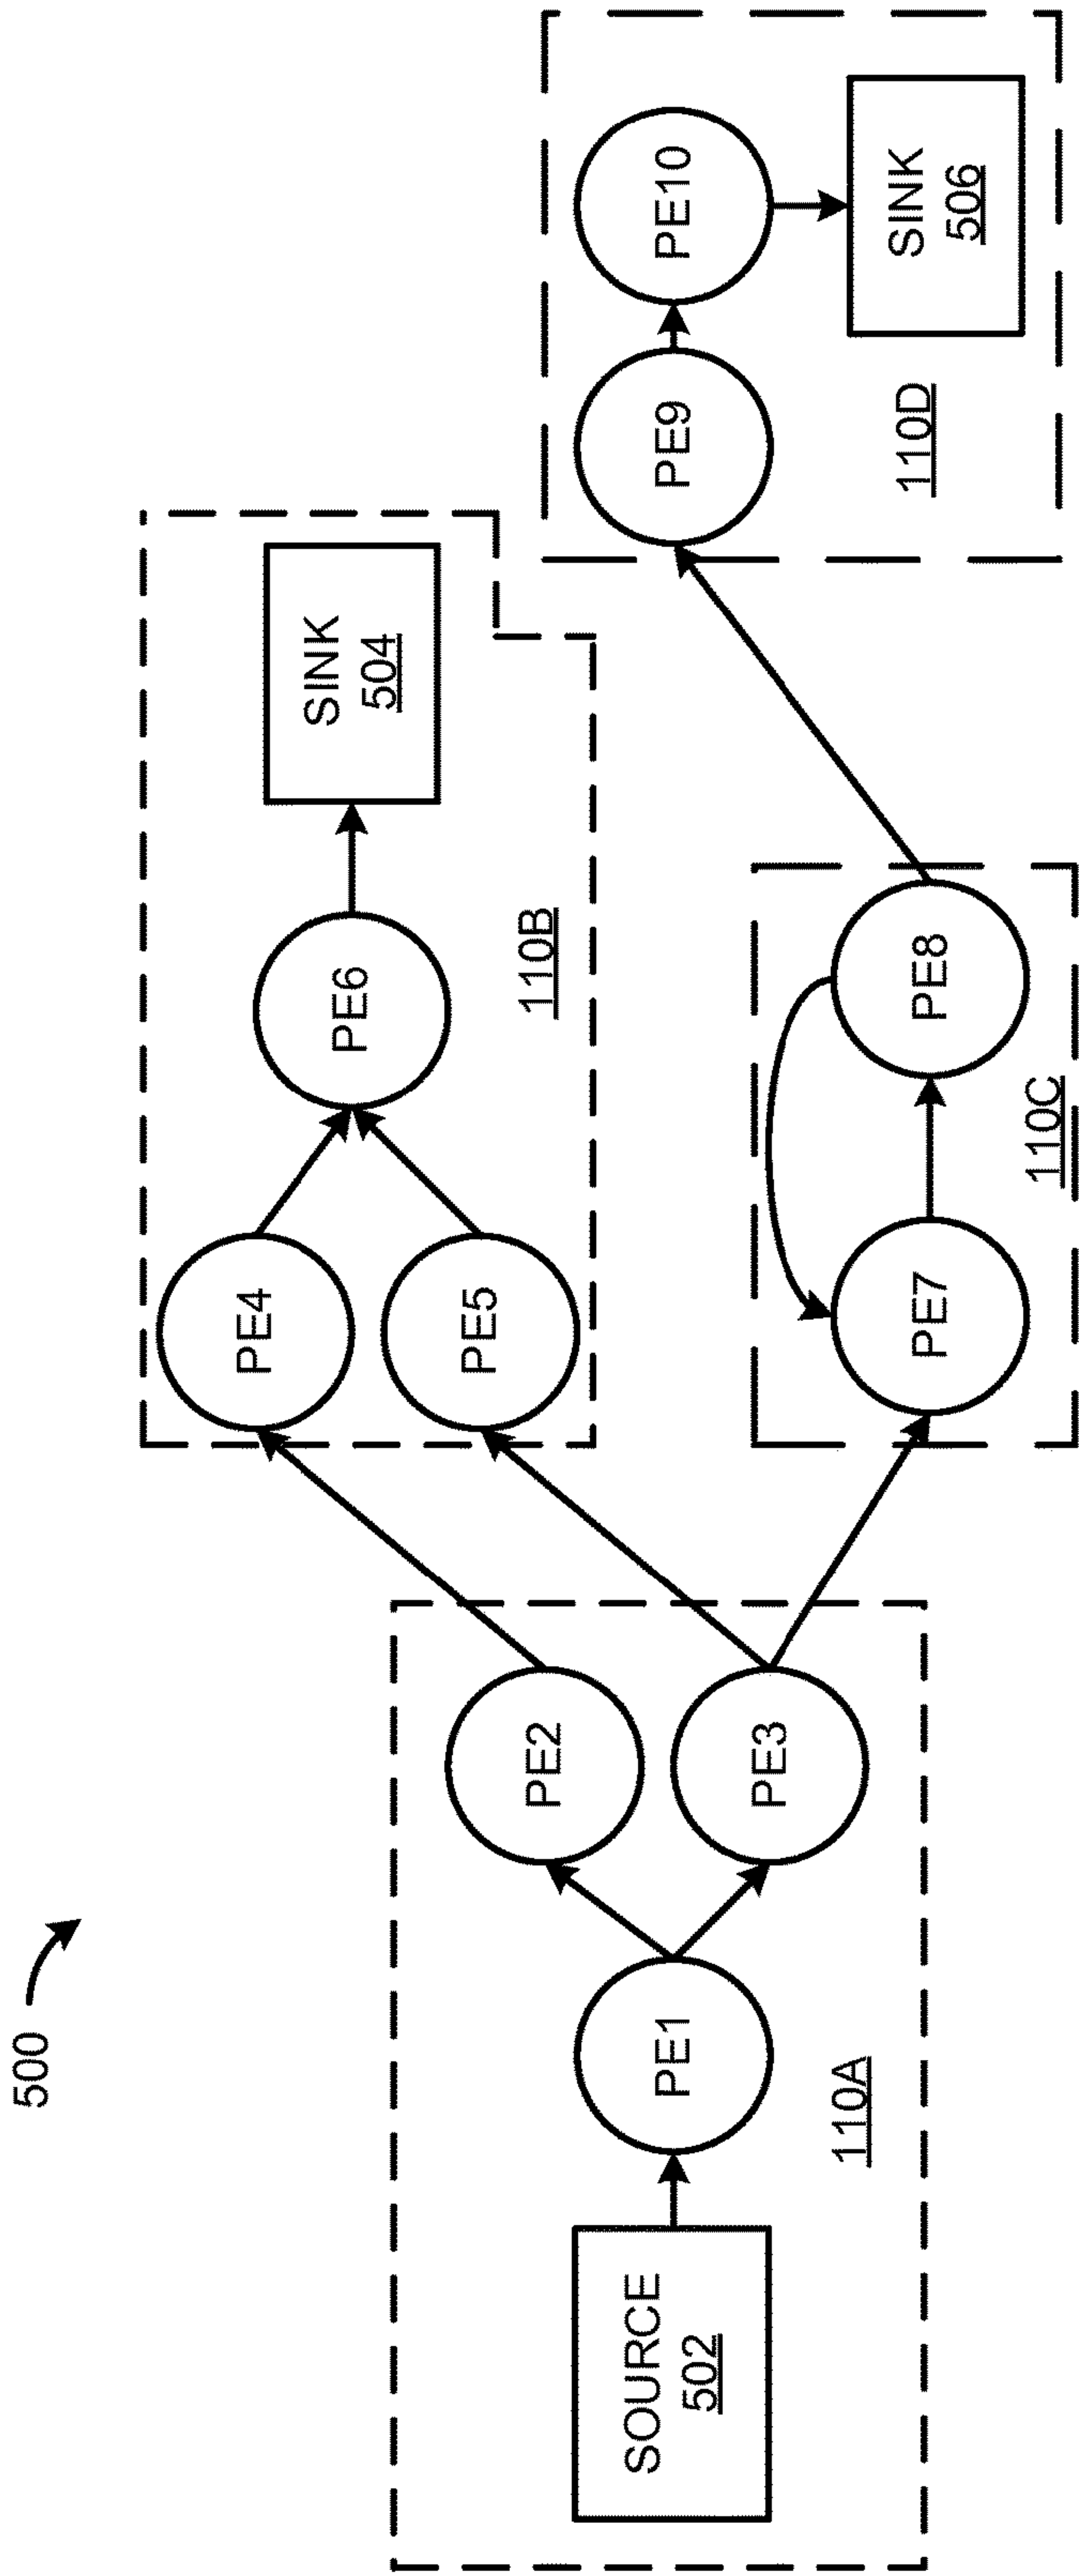 500
SOURCE
502
PE1
110A
PE2
PE3
PE4
PE5
PE6
SINK
504
110B
PE7
PE8
110C
PE9
PE10
SINK
506
110D